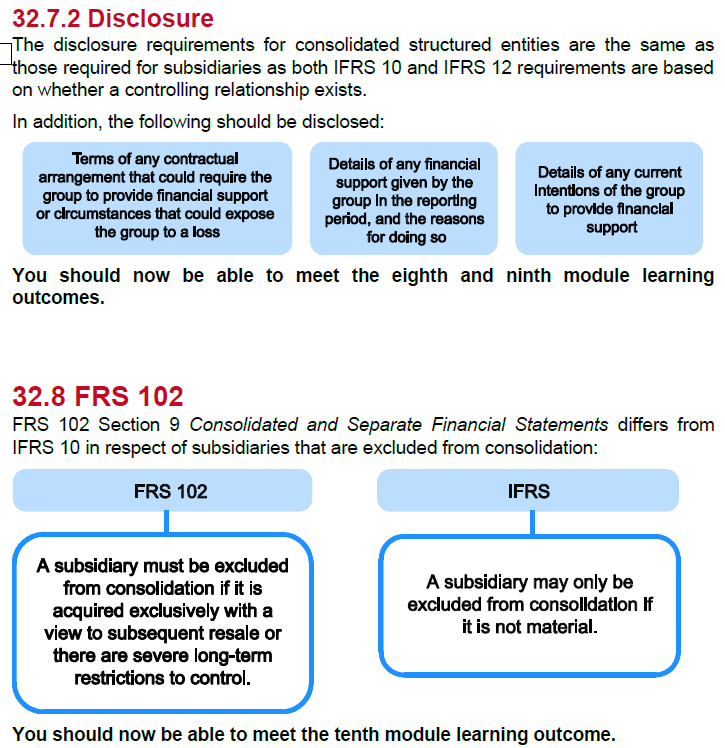 32.7.2 Disclosure
The disclosure requirements for consolidated structured entities are the same as
those required for subsidiaries as both IFRS 10 and IFRS 12 requirements are based
on whether a controlling relationship exists.
In addition, the following should be disclosed:
Terms of any contractual
arrangement that could require the
group to provide financial support
or circumstances that could expose
the group to a loss
Details of any financial
support given by the
group in the reporting
period, and the reasons
for doing so
Details of any current
intentions of the group
to provide financial
support
You should now be able to meet the eighth and ninth module learning
outcomes.
32.8 FRS 102
FRS 102 Section 9 Consolidated and Separate Financial Statements differs from
IFRS 10 in respect of subsidiaries that are excluded from consolidation:
FRS 102
A subsidiary must be excluded
from consolidation if it is
acquired exclusively with a
view to subsequent resale or
there are severe long-term
restrictions to control.
IFRS
A subsidiary may only be
excluded from consolidation if
it is not material.
You should now be able to meet the tenth module learning outcome.